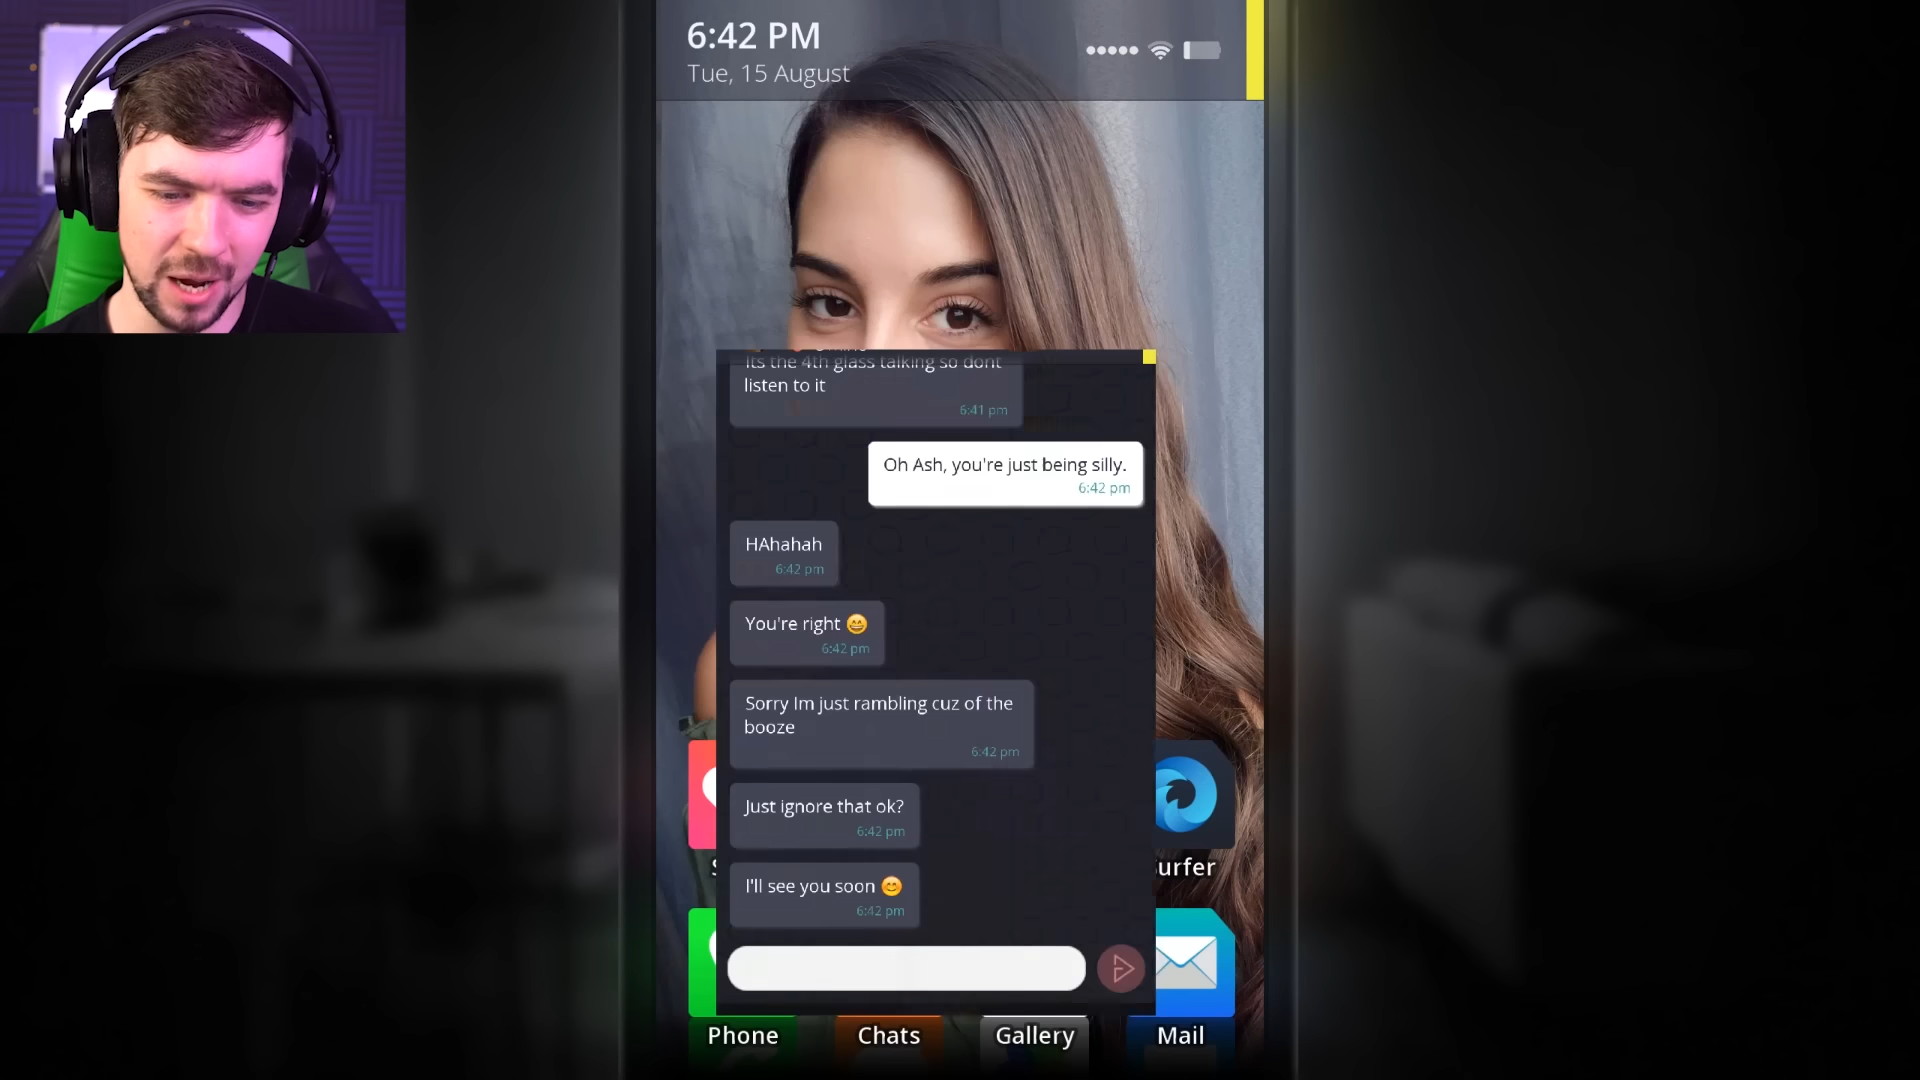 6:42 PM
Tue, 15 August
Its the 4th glass talking so dont
listen to it
6:41 pm
Oh Ash, you're just being silly.
6:42 pm
HAhahah
6:42 pm
You're right 😄
6:42 pm
Sorry Im just rambling cuz of the
booze
6:42 pm
Just ignore that ok?
6:42 pm
I'll see you soon 😊
6:42 pm
urfer
Phone
Chats
Gallery
Mail